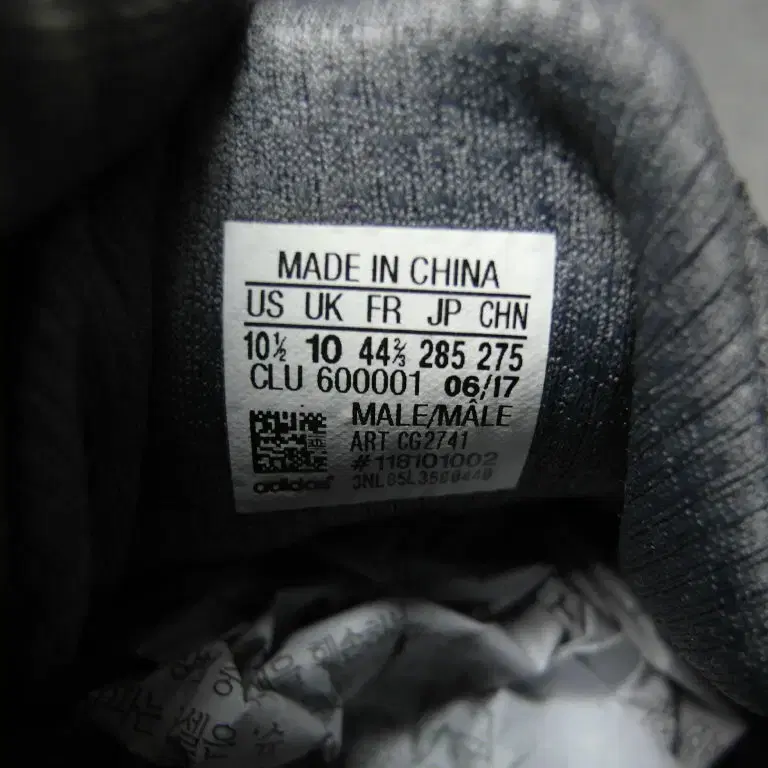 MADE IN CHINA
US UK FR JP CHN
10½ 10 44⅔ 285 275
CLU 600001 06/17
MALE/MÂLE
ART CG2741
#118101002
adidas